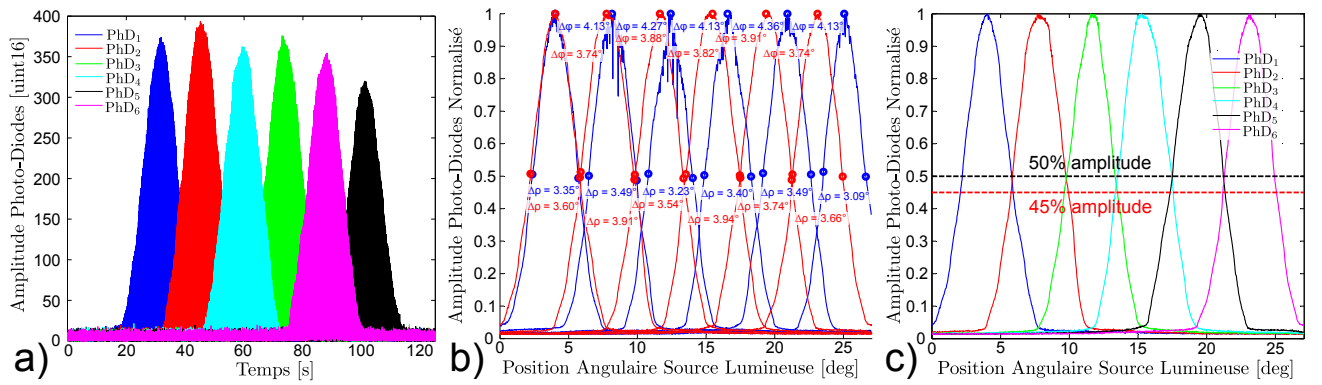 a)
Amplitude Photo-Diodes [uint16]
400
350
300
250
200
150
100
50
0
PhD1
PhD2
PhD3
PhD4
PhD5
PhD6
0 20 40 60 80 100 120
Temps [s]
b)
Amplitude Photo-Diodes Normalisé
1
0.9
0.8
0.7
0.6
0.5
0.4
0.3
0.2
0.1
0
Δφ = 4.13° Δφ = 4.27° Δφ = 4.13° Δφ = 4.36° Δφ = 4.13°
Δφ = 3.74° Δφ = 3.88° Δφ = 3.82° Δφ = 3.91° Δφ = 3.74°
Δρ = 3.35° Δρ = 3.49° Δρ = 3.23° Δρ = 3.40° Δρ = 3.49° Δρ = 3.09°
Δρ = 3.60° Δρ = 3.91° Δρ = 3.54° Δρ = 3.94° Δρ = 3.74° Δρ = 3.66°
0 5 10 15 20 25
Position Angulaire Source Lumineuse [deg]
c)
Amplitude Photo-Diodes Normalisé
1
0.9
0.8
0.7
0.6
0.5
0.4
0.3
0.2
0.1
0
PhD1
PhD2
PhD3
PhD4
PhD5
PhD6
50% amplitude
45% amplitude
0 5 10 15 20 25
Position Angulaire Source Lumineuse [deg]